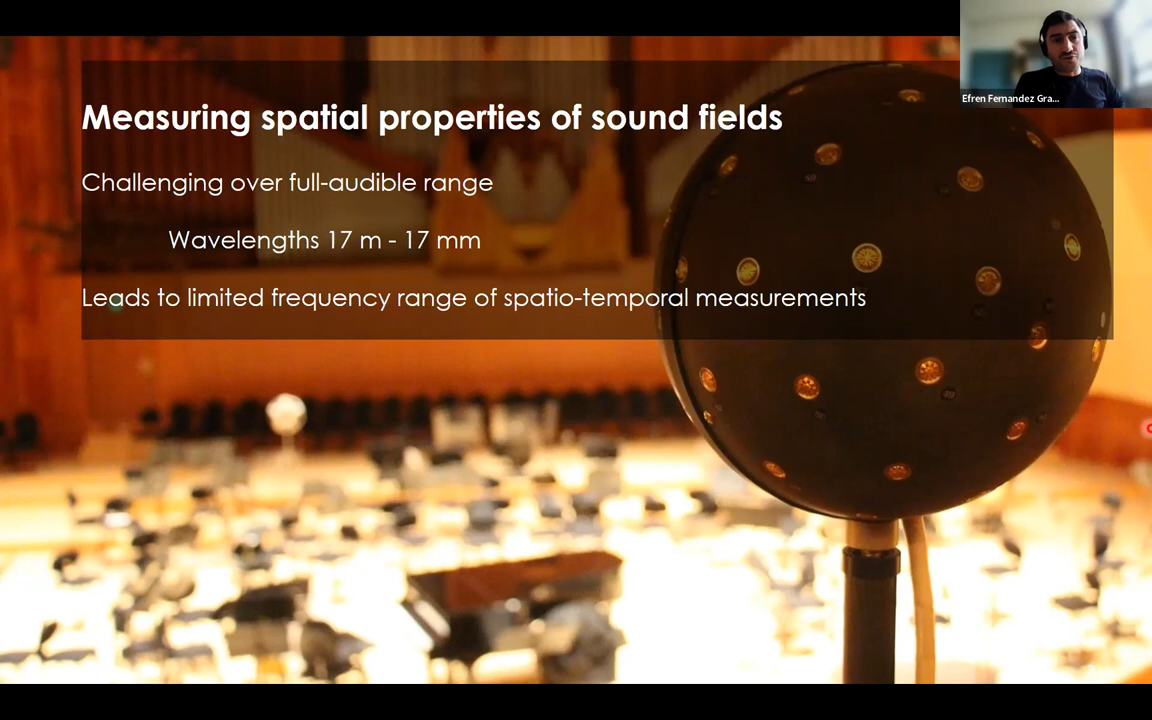 Measuring spatial properties of sound fields
Challenging over full-audible range
Wavelengths 17 m - 17 mm
Leads to limited frequency range of spatio-temporal measurements
Efren Fernandez Gra...